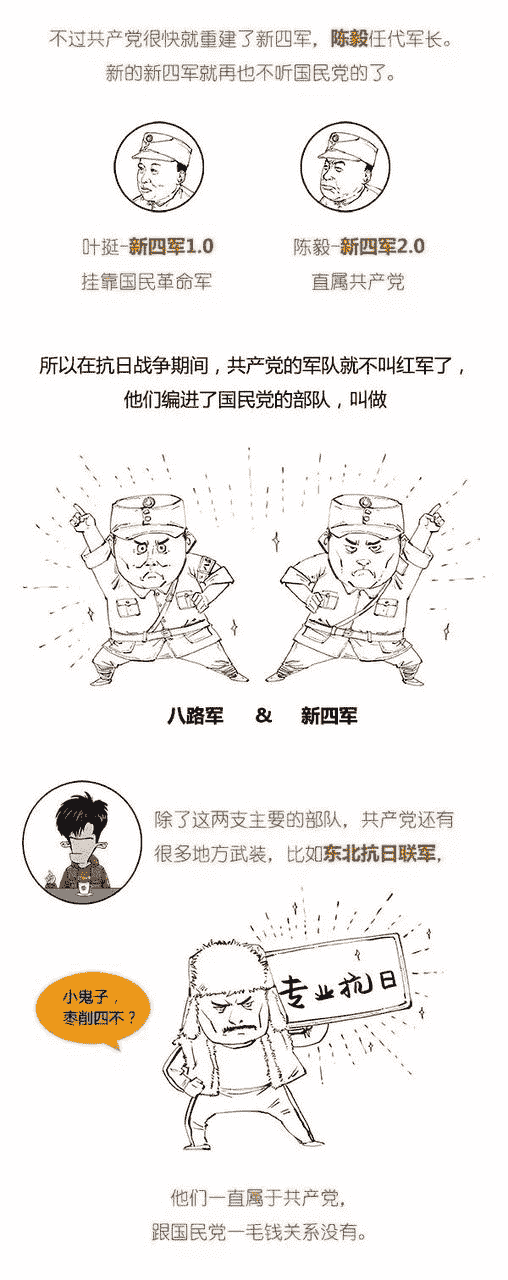 不过共产党很快就重建了新四军，陈毅任代军长。
新的新四军就再也不听国民党的了。
叶挺-新四军1.0
挂靠国民革命军
陈毅-新四军2.0
直属共产党
所以在抗日战争期间，共产党的军队就不叫红军了，
他们编进了国民党的部队，叫做
八路军 & 新四军
除了这两支主要的部队，共产党还有
很多地方武装，比如东北抗日联军，
专业抗日
小鬼子，
枣削四不？
他们一直属于共产党，
跟国民党一毛钱关系没有。